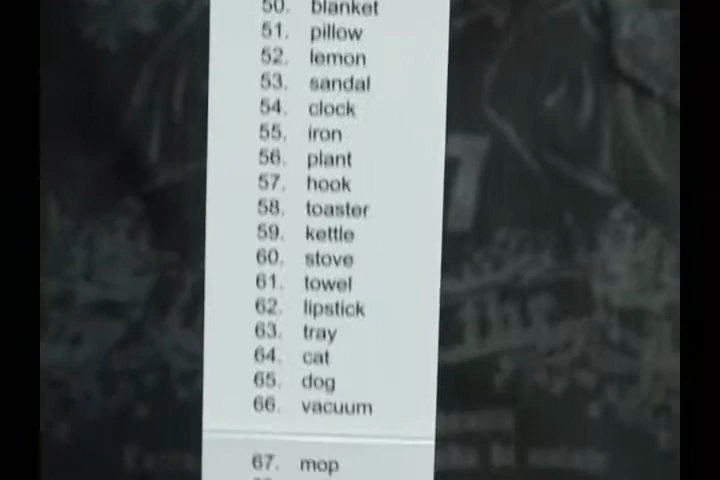 50. blanket
51. pillow
52. lemon
53. sandal
54. clock
55. iron
56. plant
57. hook
58. toaster
59. kettle
60. stove
61. towel
62. lipstick
63. tray
64. cat
65. dog
66. vacuum
67. mop